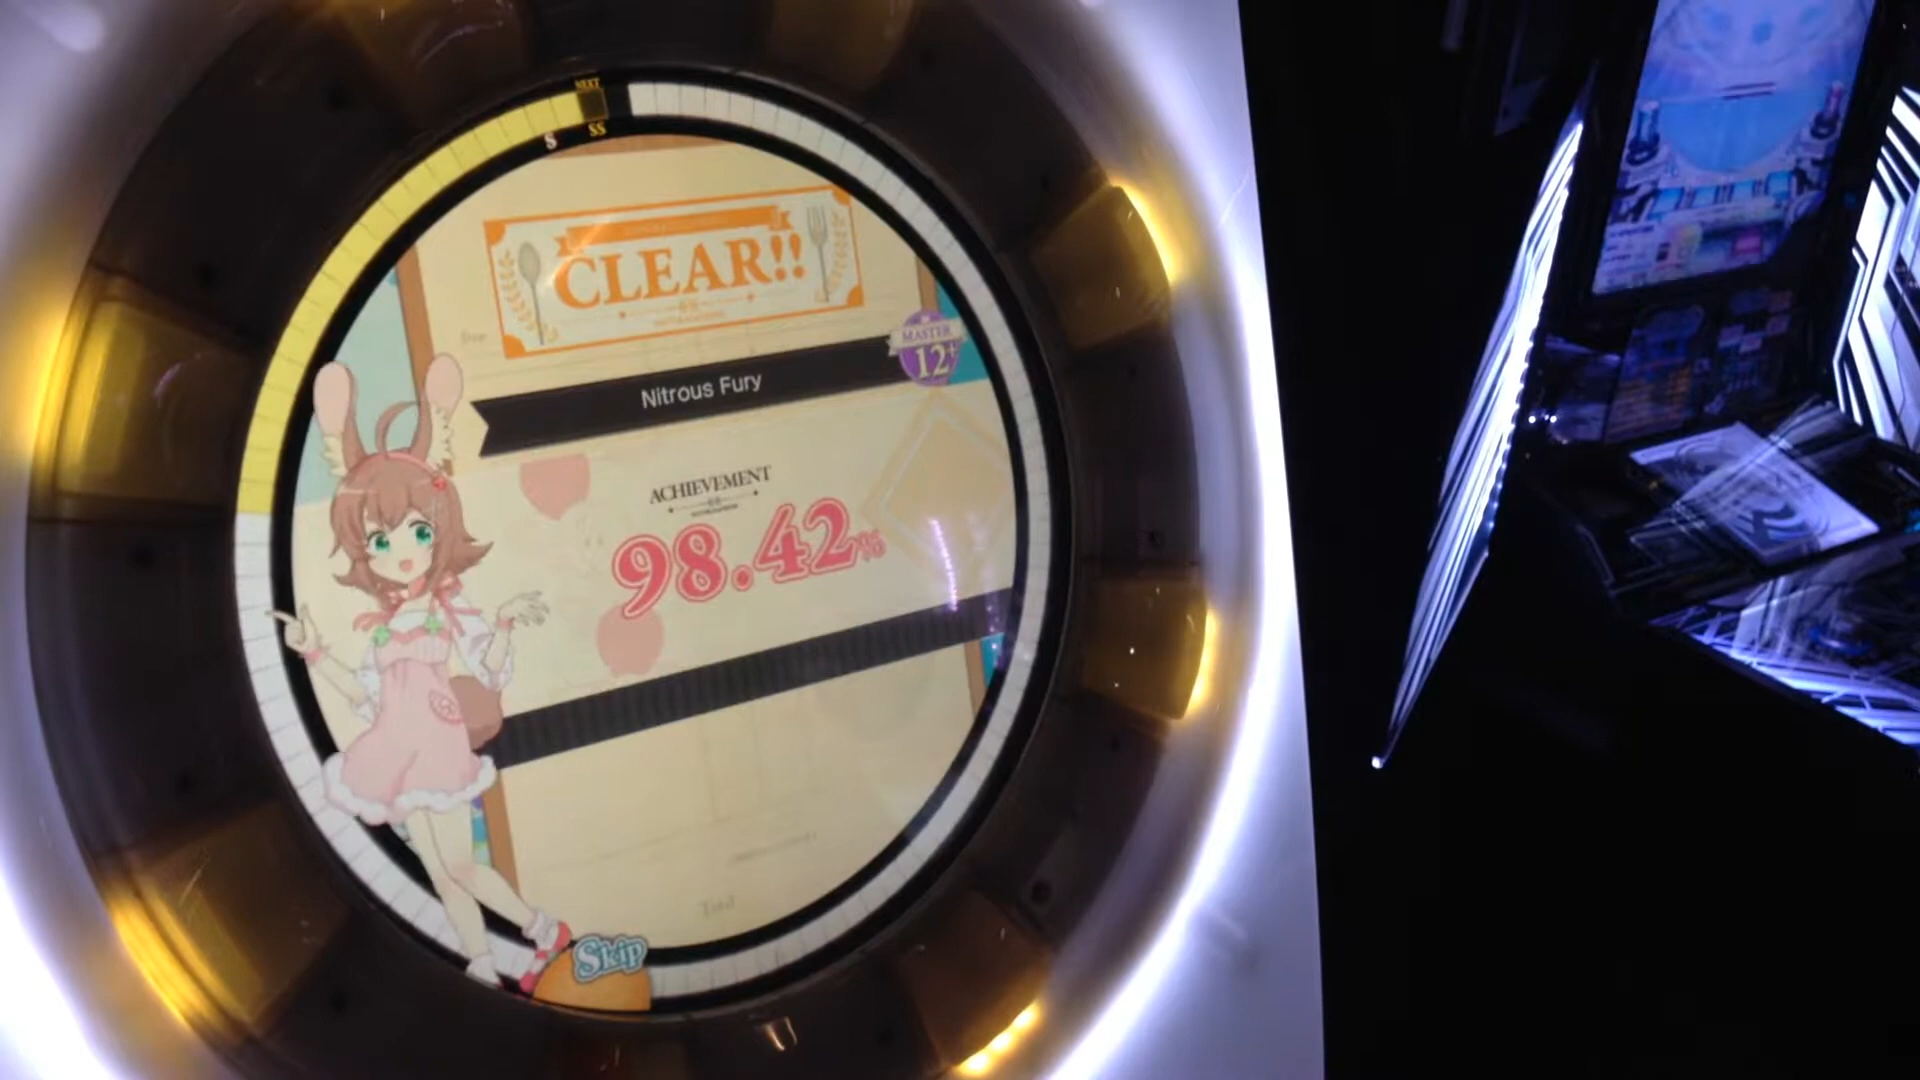 NEXT
S
SS
CLEAR!!
MASTER
12+
Nitrous Fury
ACHIEVEMENT
98.42%
Skip